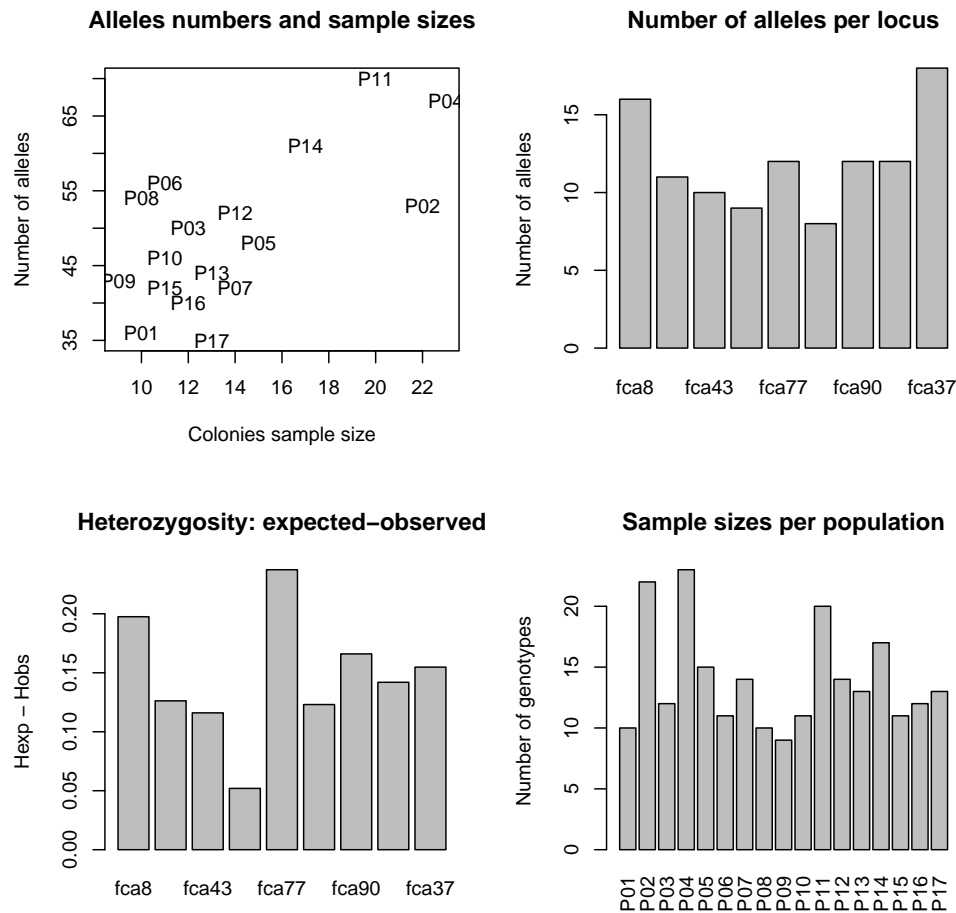 Alleles numbers and sample sizes
Number of alleles
35
45
55
65
P11
P04
P14
P06
P08
P02
P12
P03
P05
P10
P13
P09
P15
P07
P16
P01
P17
10 12 14 16 18 20 22
Colonies sample size
Number of alleles per locus
Number of alleles
0
5
10
15
fca8 fca43 fca77 fca90 fca37
Heterozygosity: expected−observed
Hexp − Hobs
0.00
0.05
0.10
0.15
0.20
fca8 fca43 fca77 fca90 fca37
Sample sizes per population
Number of genotypes
0
5
10
15
20
P01
P02
P03
P04
P05
P06
P07
P08
P09
P10
P11
P12
P13
P14
P15
P16
P17